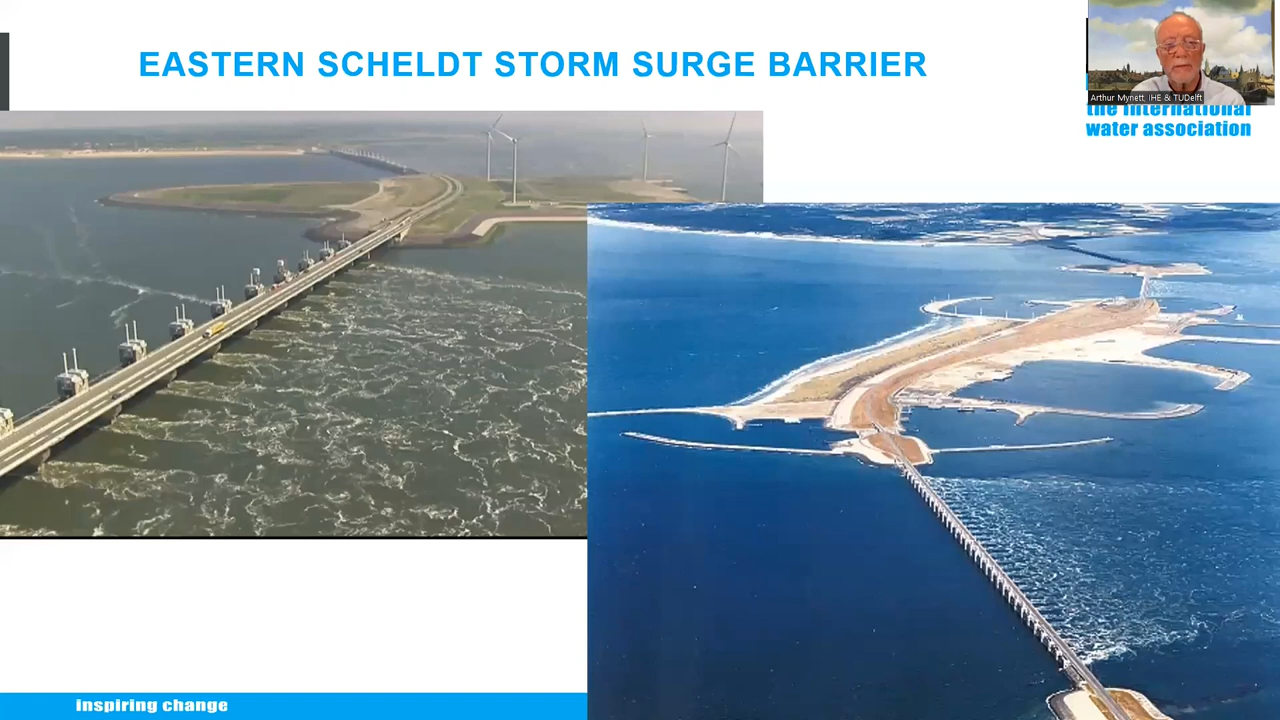 EASTERN SCHELDT STORM SURGE BARRIER
Arthur Mynett, IHE & TUDelft
the international
water association
inspiring change